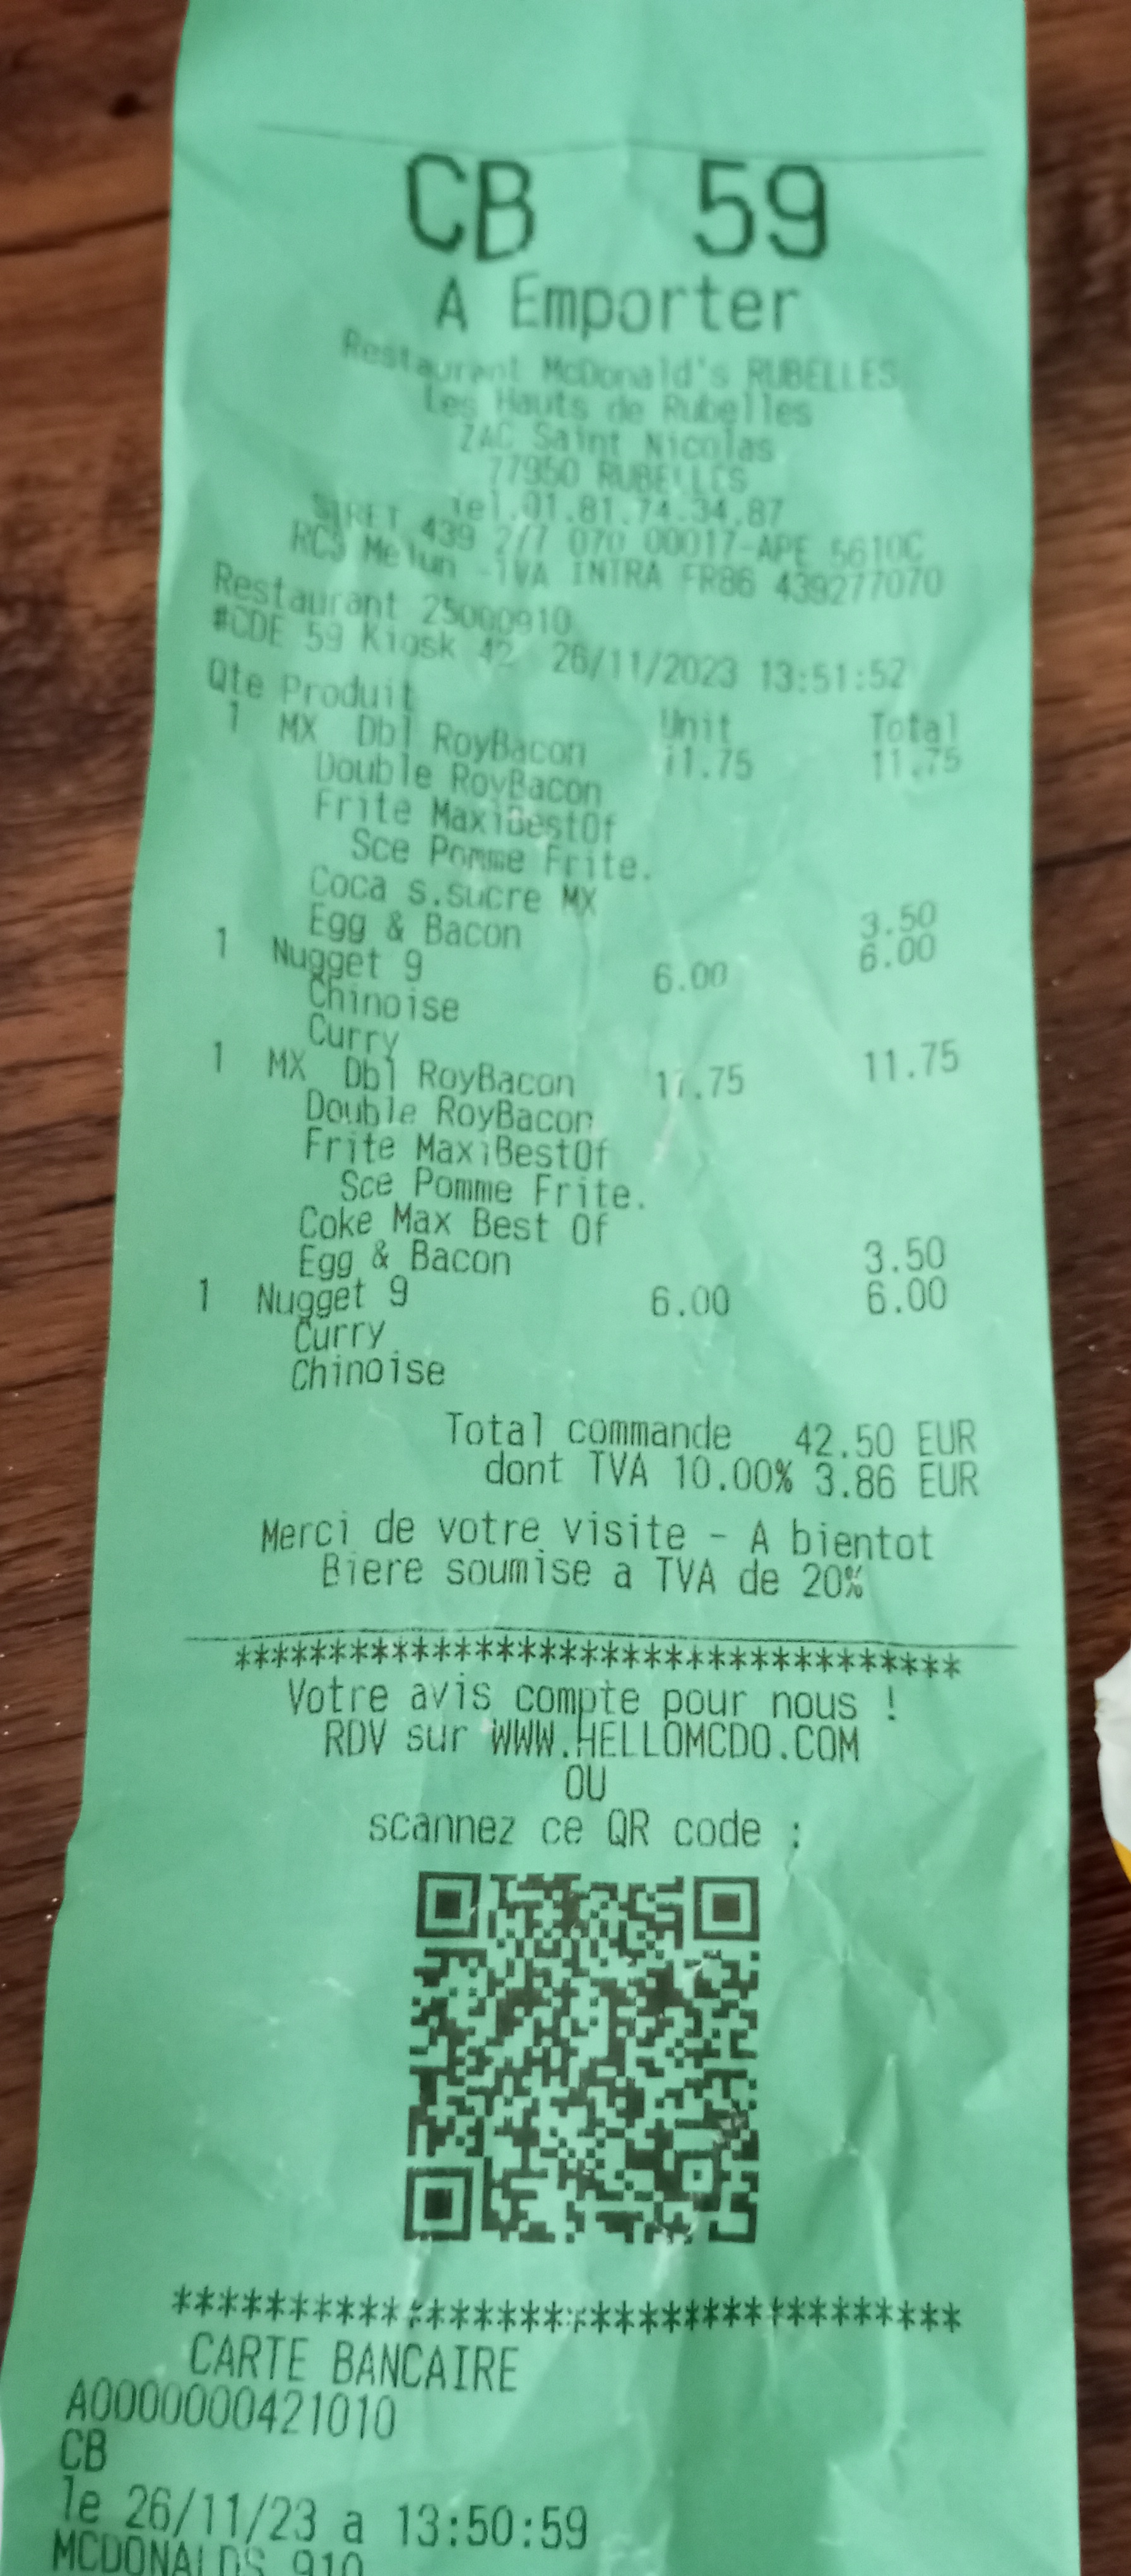 CB 59
A Emporter
Restaurant McDonald's RUBELLES
Les Hauts de Rubelles
ZAC Saint Nicolas
77950 RUBELLES
Tel.01.81.74.34.87
SIRET 439 277 070 00017-APE 5610C
RCS Melun -TVA INTRA FR86 439277070
Restaurant 25000910
#CDE 59 Kiosk 42 26/11/2023 13:51:52
Qte Produit Unit Total
1 MX Dbl RoyBacon 11.75 11.75
Double RoyBacon
Frite MaxiBestOf
Sce Pomme Frite.
Coca s.sucre MX
Egg & Bacon 3.50
1 Nugget 9 6.00 6.00
Chinoise
Curry
1 MX Dbl RoyBacon 11.75 11.75
Double RoyBacon
Frite MaxiBestOf
Sce Pomme Frite.
Coke Max Best Of
Egg & Bacon 3.50
1 Nugget 9 6.00 6.00
Curry
Chinoise
Total commande 42.50 EUR
dont TVA 10.00% 3.86 EUR
Merci de votre visite - A bientot
Biere soumise a TVA de 20%
***********************************
Votre avis compte pour nous !
RDV sur WWW.HELLOMCDO.COM
OU
scannez ce QR code :
***********************************
CARTE BANCAIRE
A0000000421010
CB
le 26/11/23 a 13:50:59
MCDONALDS 910